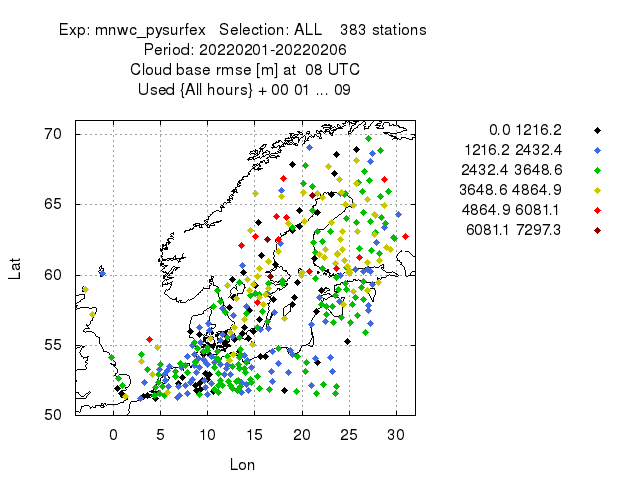 Exp: mnwc_pysurfex Selection: ALL 383 stations
Period: 20220201-20220206
Cloud base rmse [m] at 08 UTC
Used {All hours} + 00 01 ... 09
0.0 1216.2
1216.2 2432.4
2432.4 3648.6
3648.6 4864.9
4864.9 6081.1
6081.1 7297.3
70
65
60
55
50
Lat
0 5 10 15 20 25 30
Lon